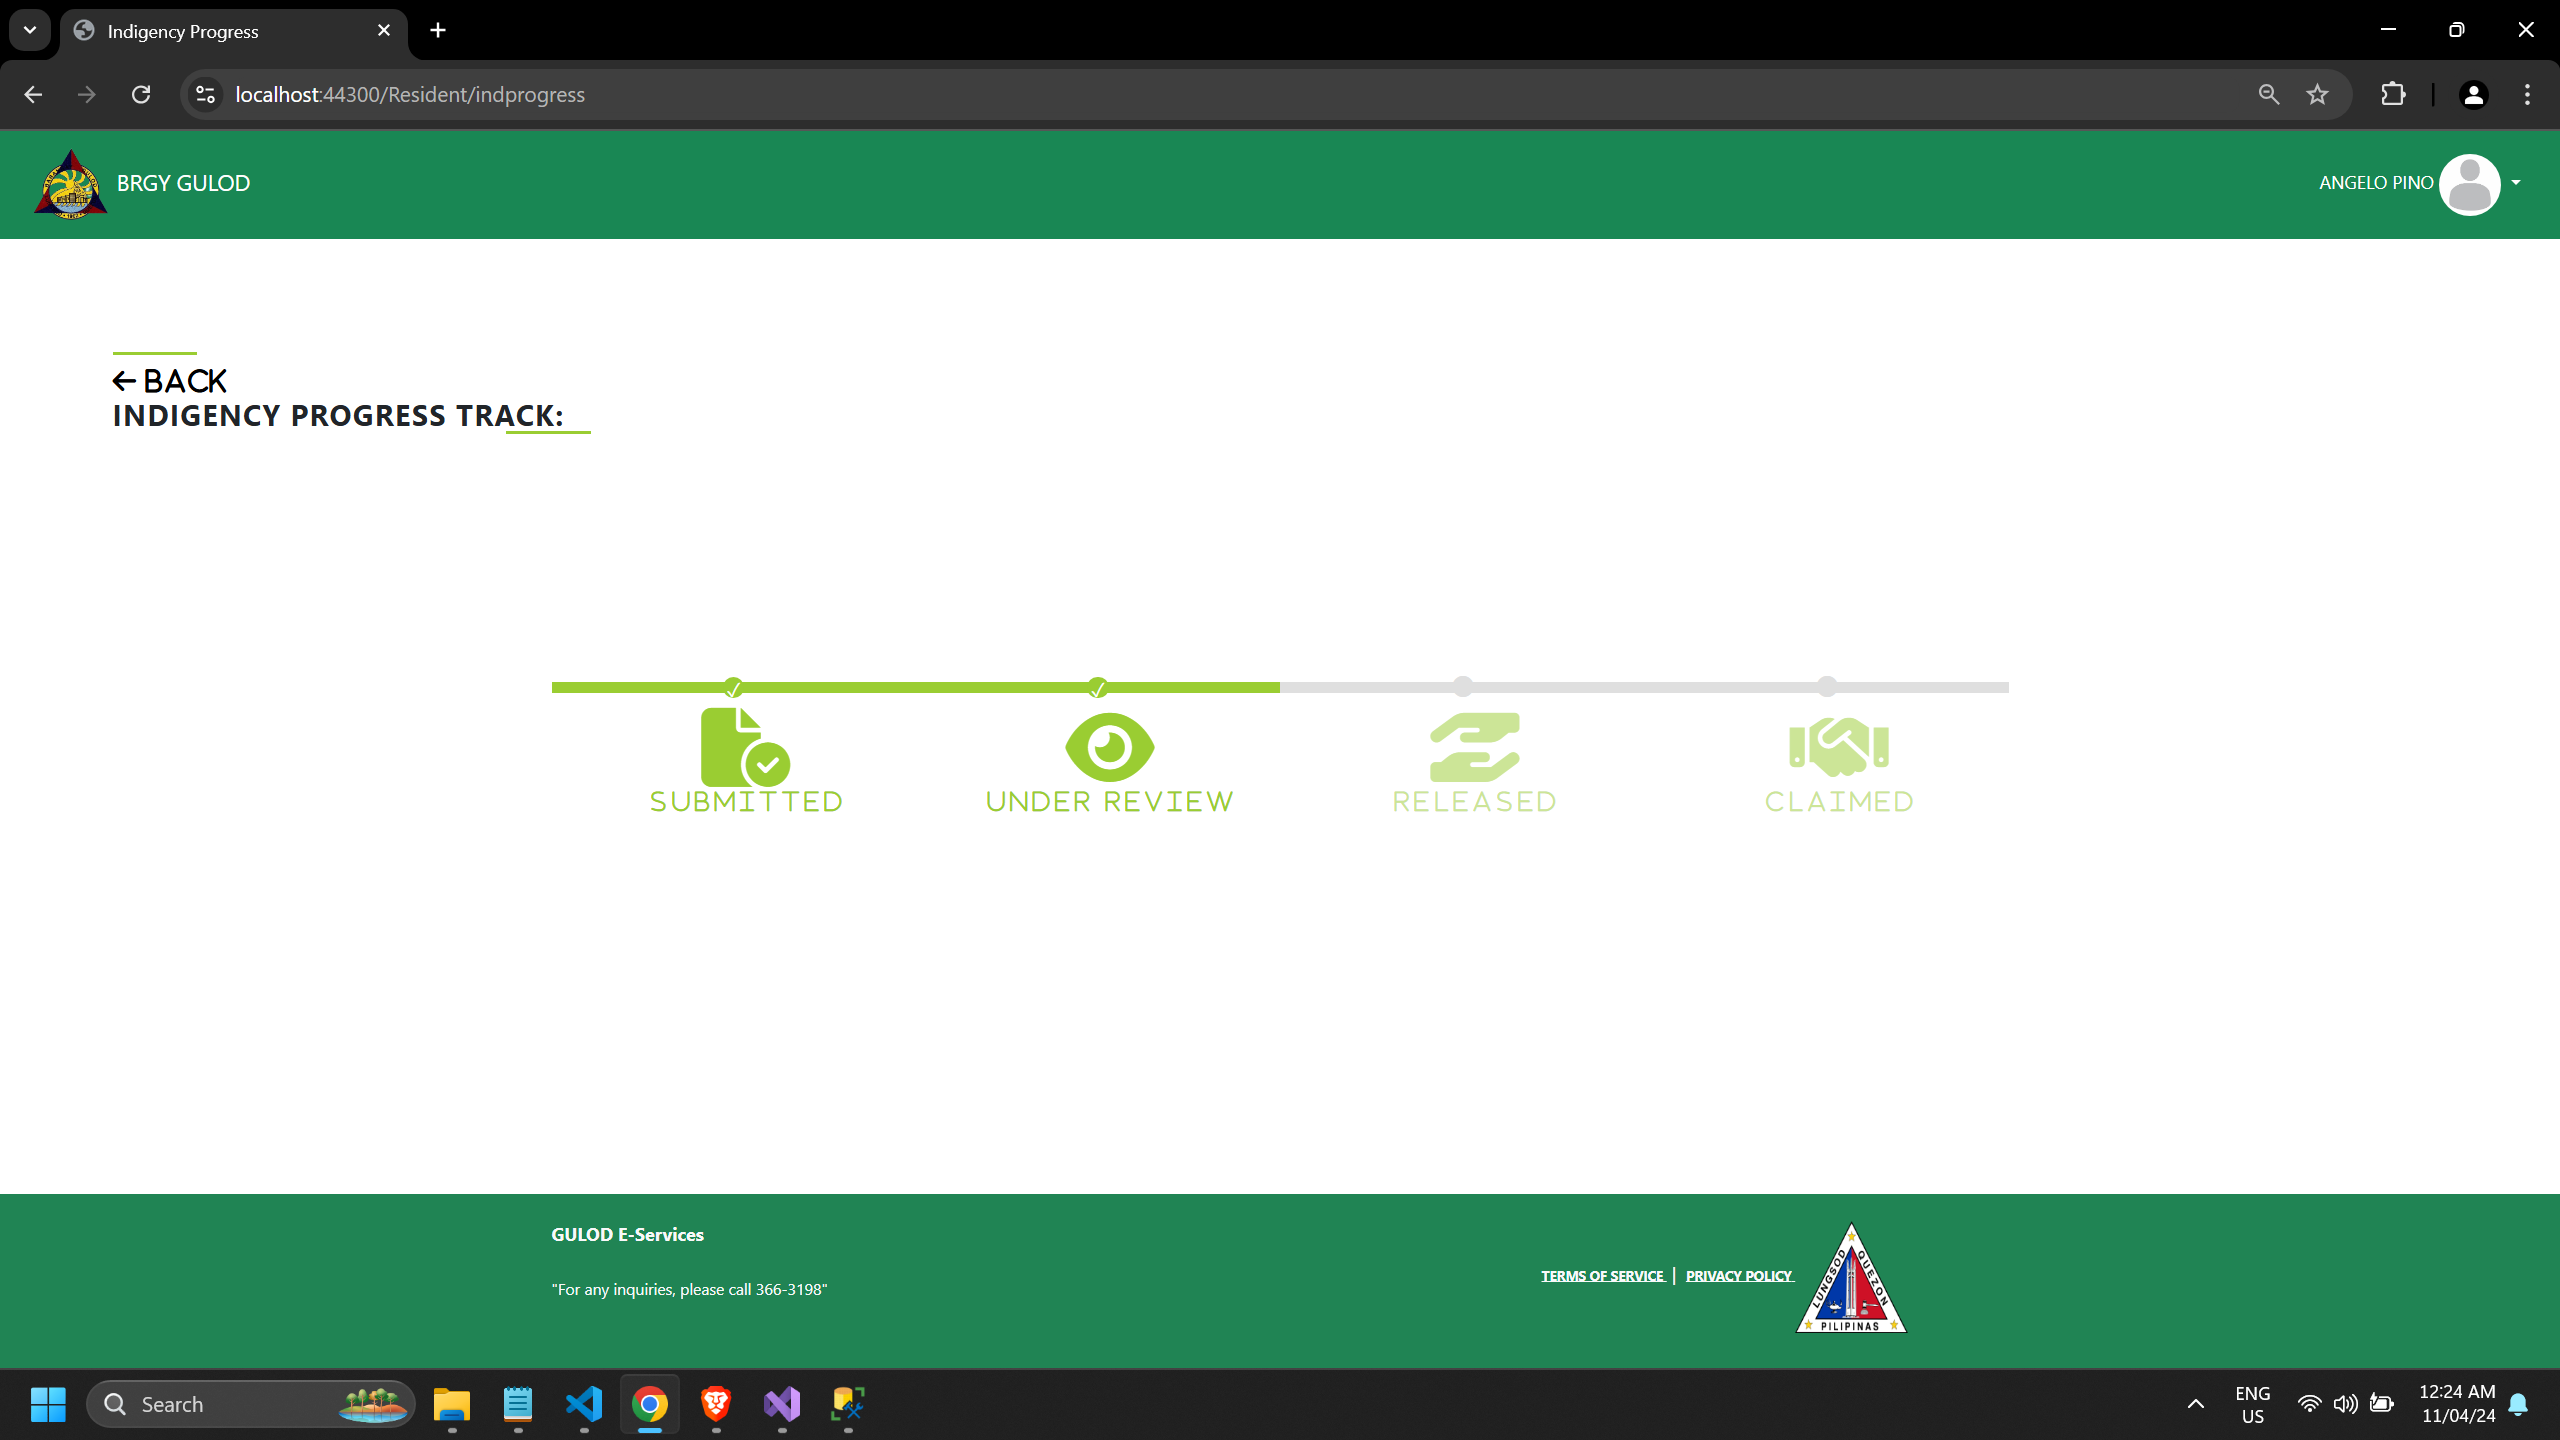 Indigency Progress
localhost:44300/Resident/indprogress
BRGY GULOD
ANGELO PINO
BACK
INDIGENCY PROGRESS TRACK:
SUBMITTED
UNDER REVIEW
RELEASED
CLAIMED
GULOD E-Services
"For any inquiries, please call 366-3198"
TERMS OF SERVICE | PRIVACY POLICY
LUNGSOD QUEZON
PILIPINAS
Search
ENG
US
12:24 AM
11/04/24